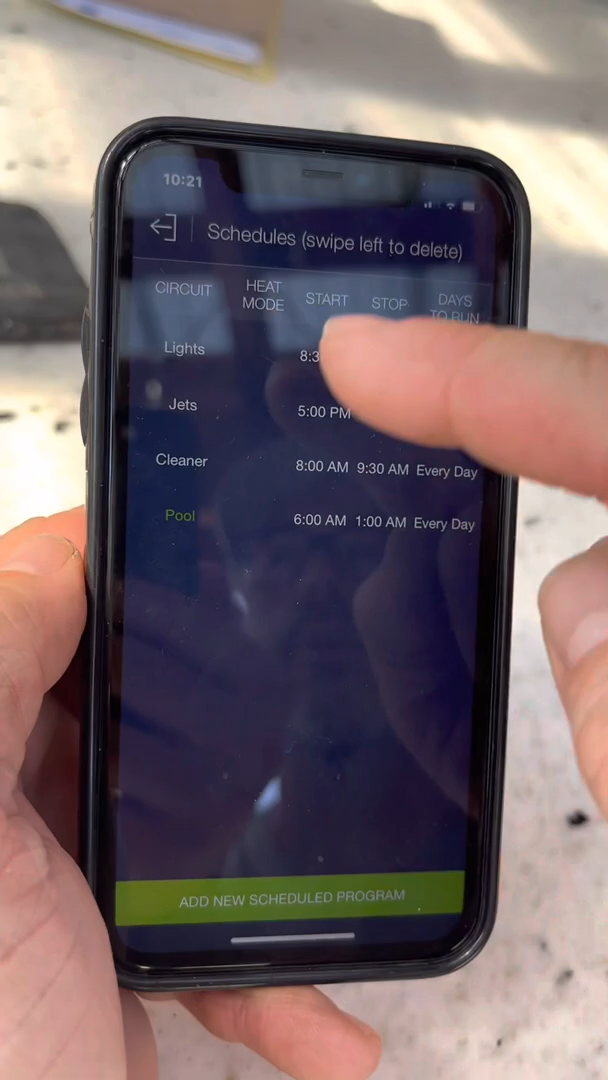 10:21
Schedules (swipe left to delete)
CIRCUIT HEAT MODE START STOP DAYS TO RUN
Lights 8:3
Jets 5:00 PM
Cleaner 8:00 AM 9:30 AM Every Day
Pool 6:00 AM 1:00 AM Every Day
ADD NEW SCHEDULED PROGRAM